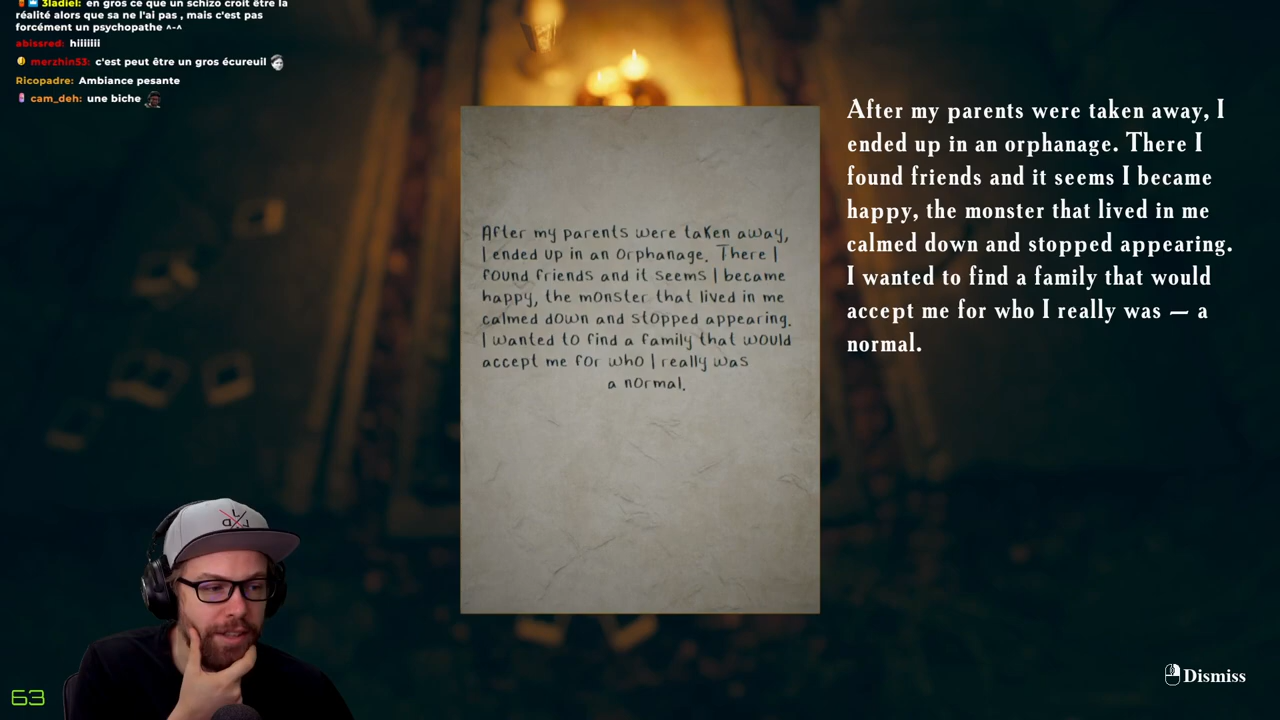 3ladiel: en gros ce que un schizo croit être la
réalité alors que sa ne l'ai pas , mais c'est pas
forcément un psychopathe ^-^
abissred: hiiiiiii
merzhin53: c'est peut être un gros écureuil
Ricopadre: Ambiance pesante
cam_deh: une biche
After my parents were taken away,
I ended up in an orphanage. There I
found friends and it seems I became
happy, the monster that lived in me
calmed down and stopped appearing.
I wanted to find a family that would
accept me for who I really was
a normal.
After my parents were taken away, I
ended up in an orphanage. There I
found friends and it seems I became
happy, the monster that lived in me
calmed down and stopped appearing.
I wanted to find a family that would
accept me for who I really was — a
normal.
Dismiss
63